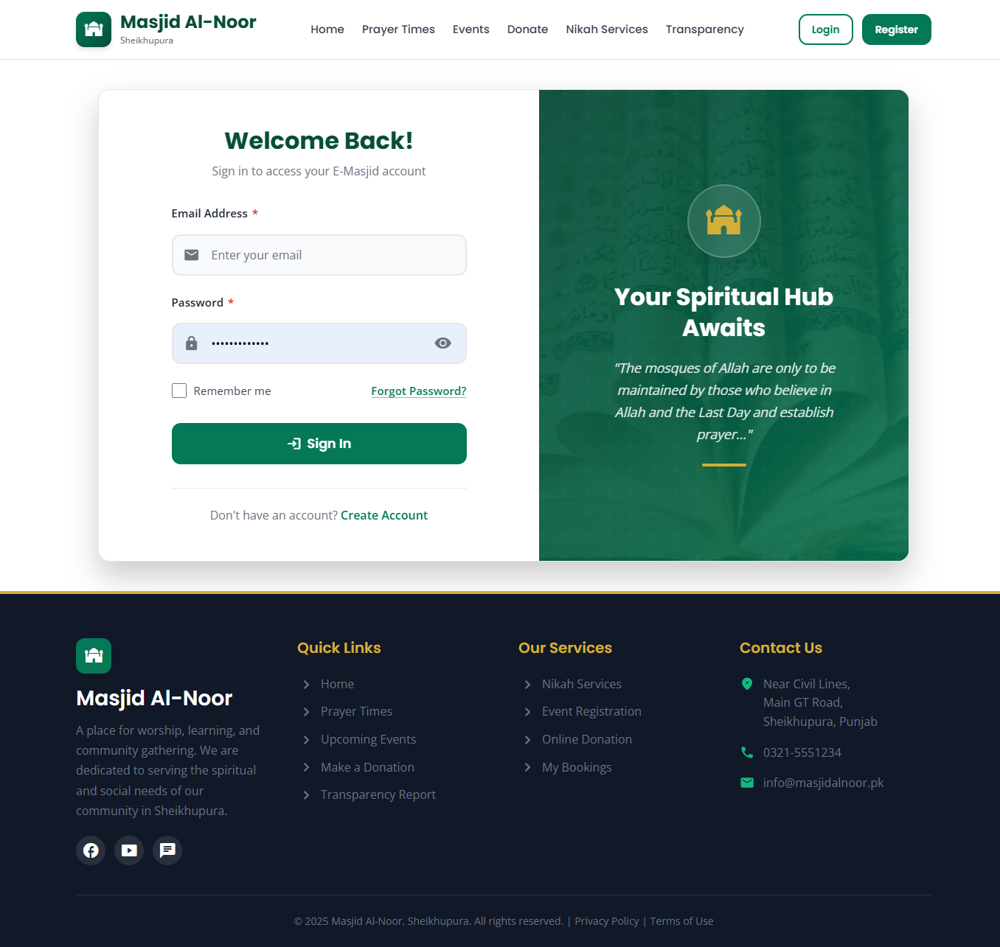 Masjid Al-Noor
Sheikhupura
Home
Prayer Times
Events
Donate
Nikah Services
Transparency
Login
Register
Welcome Back!
Sign in to access your E-Masjid account
Email Address *
Enter your email
Password *
•••••••••••••
Remember me
Forgot Password?
Sign In
Don't have an account? Create Account
Your Spiritual Hub
Awaits
"The mosques of Allah are only to be
maintained by those who believe in
Allah and the Last Day and establish
prayer..."
Masjid Al-Noor
A place for worship, learning, and
community gathering. We are
dedicated to serving the spiritual
and social needs of our
community in Sheikhupura.
Quick Links
Home
Prayer Times
Upcoming Events
Make a Donation
Transparency Report
Our Services
Nikah Services
Event Registration
Online Donation
My Bookings
Contact Us
Near Civil Lines,
Main GT Road,
Sheikhupura, Punjab
0321-5551234
info@masjidalnoor.pk
© 2025 Masjid Al-Noor, Sheikhupura. All rights reserved. | Privacy Policy | Terms of Use